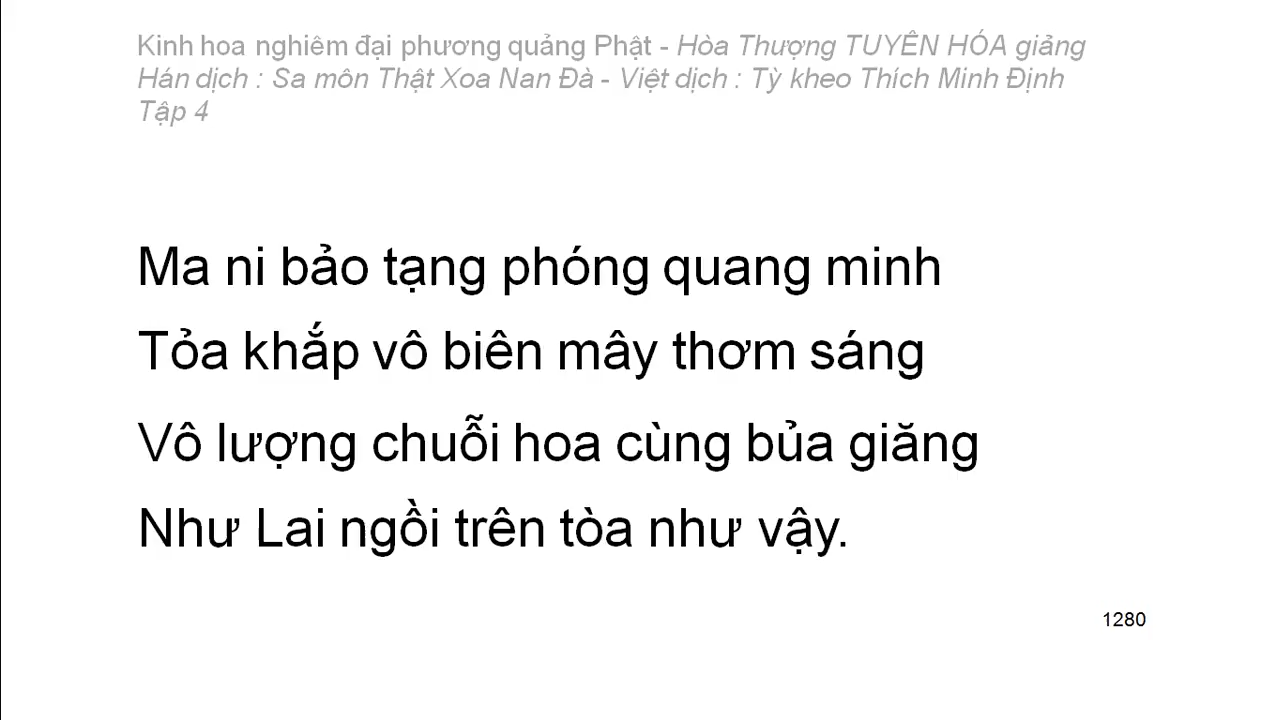 Kinh hoa nghiêm đại phương quảng Phật - Hòa Thượng TUYÊN HÓA giảng
Hán dịch : Sa môn Thật Xoa Nan Đà - Việt dịch : Tỳ kheo Thích Minh Định
Tập 4
Ma ni bảo tạng phóng quang minh
Tỏa khắp vô biên mây thơm sáng
Vô lượng chuỗi hoa cùng bủa giăng
Như Lai ngồi trên tòa như vậy.
1280